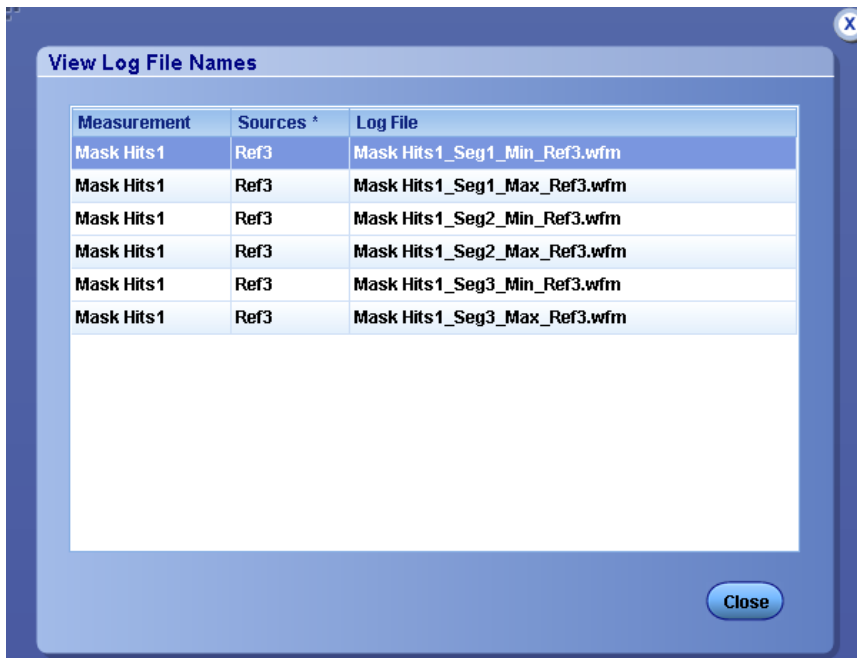 X
View Log File Names
Measurement Sources * Log File
Mask Hits1 Ref3 Mask Hits1_Seg1_Min_Ref3.wfm
Mask Hits1 Ref3 Mask Hits1_Seg1_Max_Ref3.wfm
Mask Hits1 Ref3 Mask Hits1_Seg2_Min_Ref3.wfm
Mask Hits1 Ref3 Mask Hits1_Seg2_Max_Ref3.wfm
Mask Hits1 Ref3 Mask Hits1_Seg3_Min_Ref3.wfm
Mask Hits1 Ref3 Mask Hits1_Seg3_Max_Ref3.wfm
Close